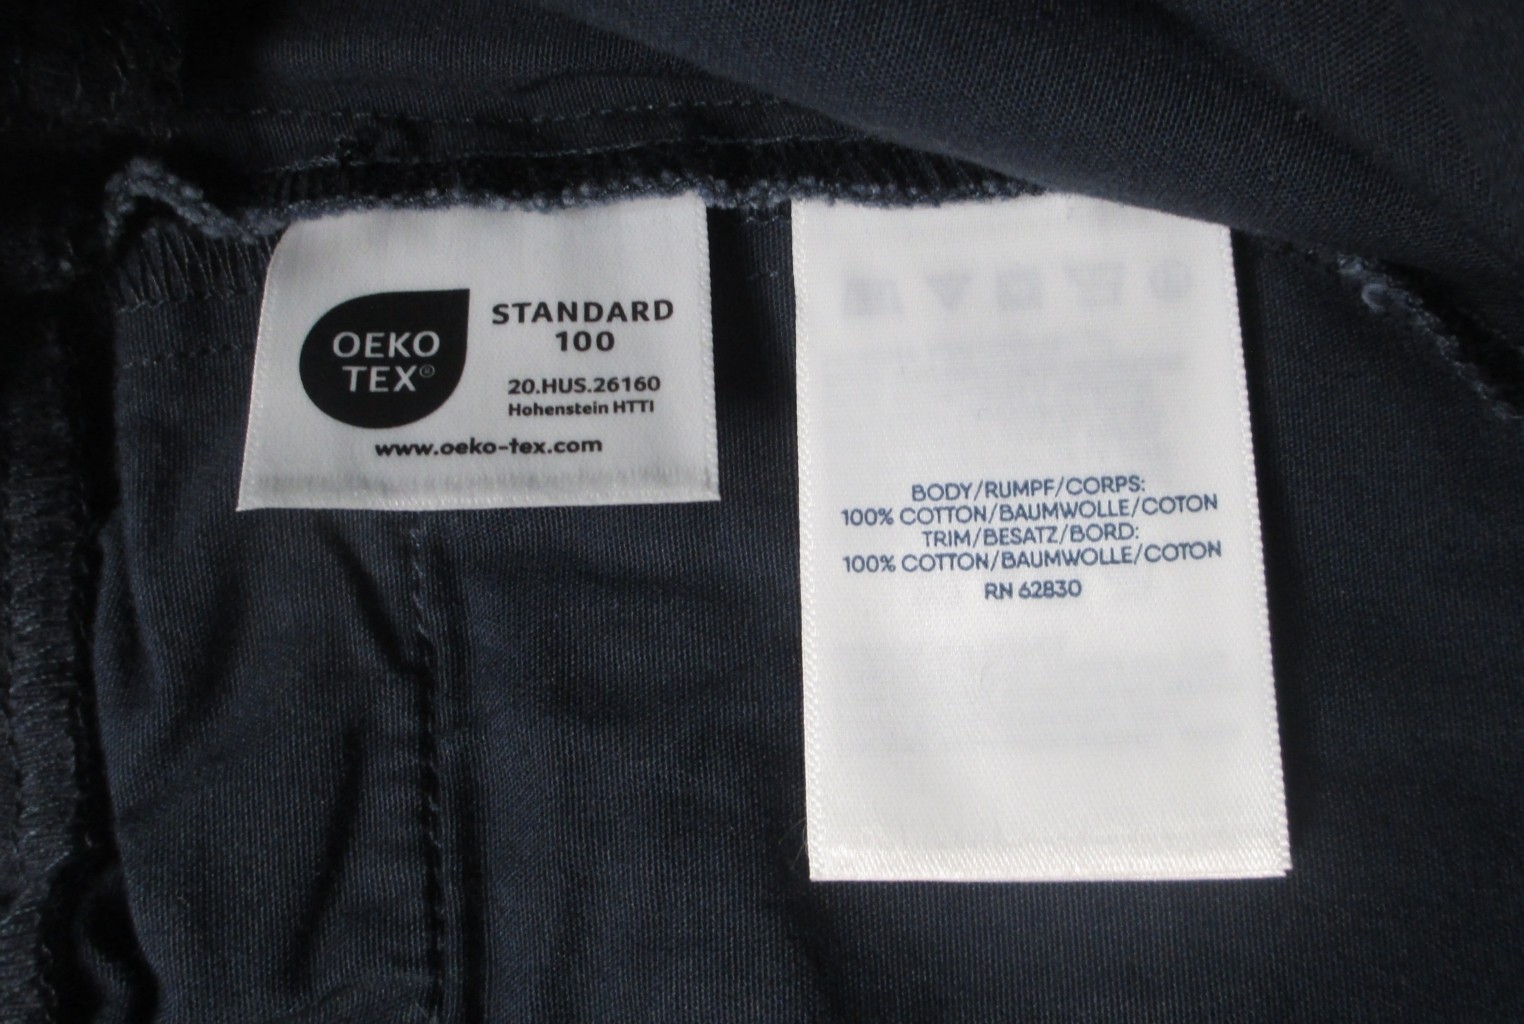 OEKO
TEX®
STANDARD
100
20.HUS.26160
Hohenstein HTTI
www.oeko-tex.com
BODY/RUMPF/CORPS:
100% COTTON/BAUMWOLLE/COTON
TRIM/BESATZ/BORD:
100% COTTON/BAUMWOLLE/COTON
RN 62830